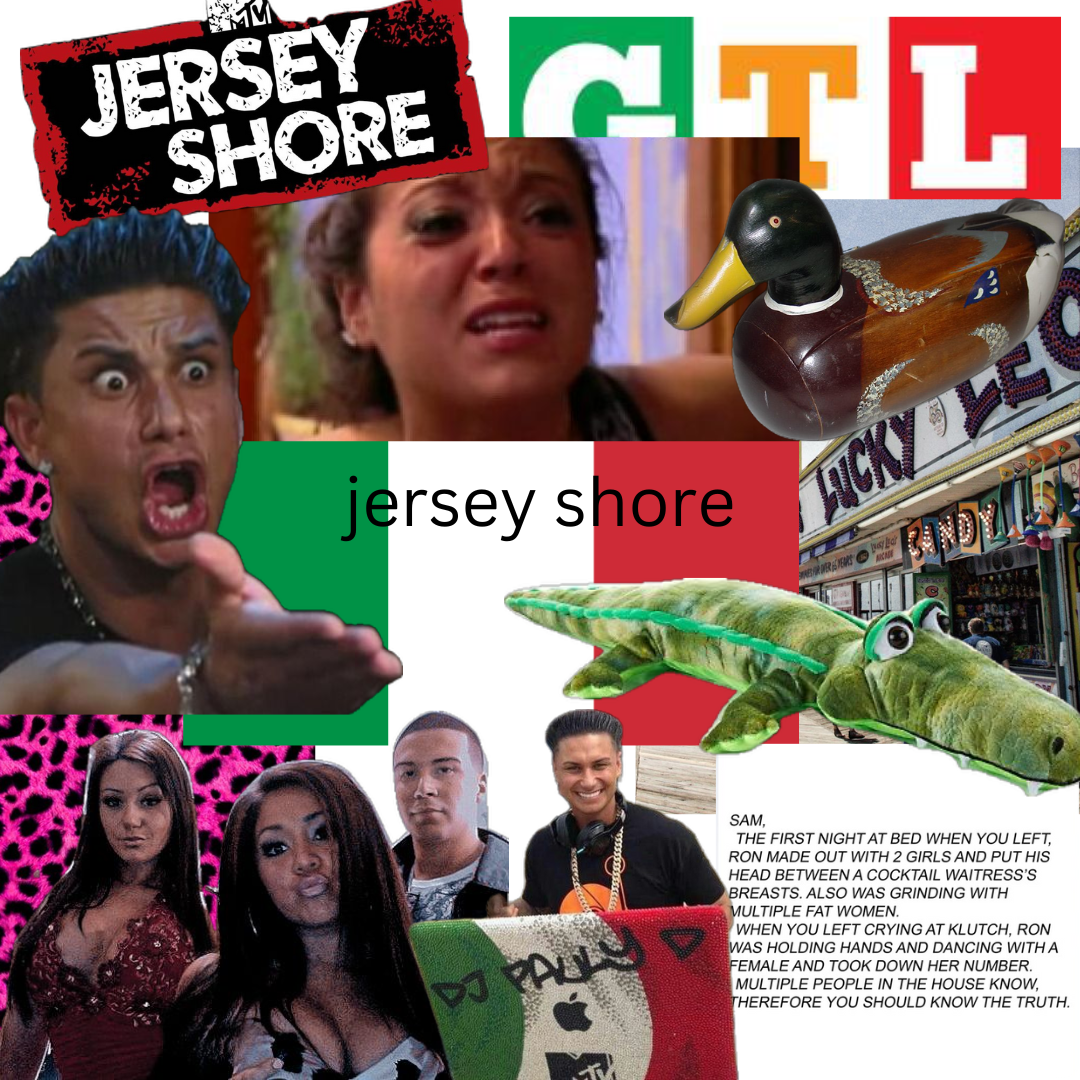 MTV
JERSEY
SHORE
GTL
LUCKY LEO
CANDY
jersey shore
DJ PAULY D
MTV
SAM,
THE FIRST NIGHT AT BED WHEN YOU LEFT,
RON MADE OUT WITH 2 GIRLS AND PUT HIS
HEAD BETWEEN A COCKTAIL WAITRESS'S
BREASTS. ALSO WAS GRINDING WITH
MULTIPLE FAT WOMEN.
WHEN YOU LEFT CRYING AT KLUTCH, RON
WAS HOLDING HANDS AND DANCING WITH A
FEMALE AND TOOK DOWN HER NUMBER.
MULTIPLE PEOPLE IN THE HOUSE KNOW,
THEREFORE YOU SHOULD KNOW THE TRUTH.